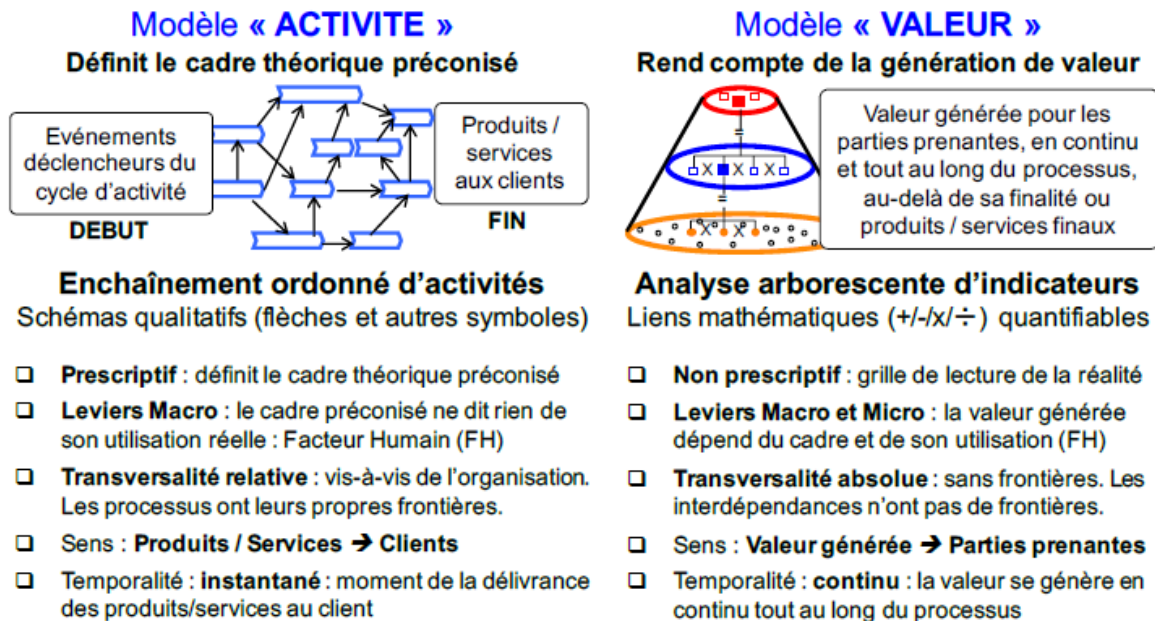 Modèle « ACTIVITE »
Définit le cadre théorique préconisé
Evénements
déclencheurs du
cycle d'activité
DEBUT
Produits /
services
aux clients
FIN
Enchaînement ordonné d'activités
Schémas qualitatifs (flèches et autres symboles)
❑ Prescriptif : définit le cadre théorique préconisé
❑ Leviers Macro : le cadre préconisé ne dit rien de
son utilisation réelle : Facteur Humain (FH)
❑ Transversalité relative : vis-à-vis de l'organisation.
Les processus ont leurs propres frontières.
❑ Sens : Produits / Services ➔ Clients
❑ Temporalité : instantané : moment de la délivrance
des produits/services au client
Modèle « VALEUR »
Rend compte de la génération de valeur
=
X X X
=
X X
Valeur générée pour les
parties prenantes, en continu
et tout au long du processus,
au-delà de sa finalité ou
produits / services finaux
Analyse arborescente d'indicateurs
Liens mathématiques (+/-/x/÷) quantifiables
❑ Non prescriptif : grille de lecture de la réalité
❑ Leviers Macro et Micro : la valeur générée
dépend du cadre et de son utilisation (FH)
❑ Transversalité absolue : sans frontières. Les
interdépendances n'ont pas de frontières.
❑ Sens : Valeur générée ➔ Parties prenantes
❑ Temporalité : continu : la valeur se génère en
continu tout au long du processus